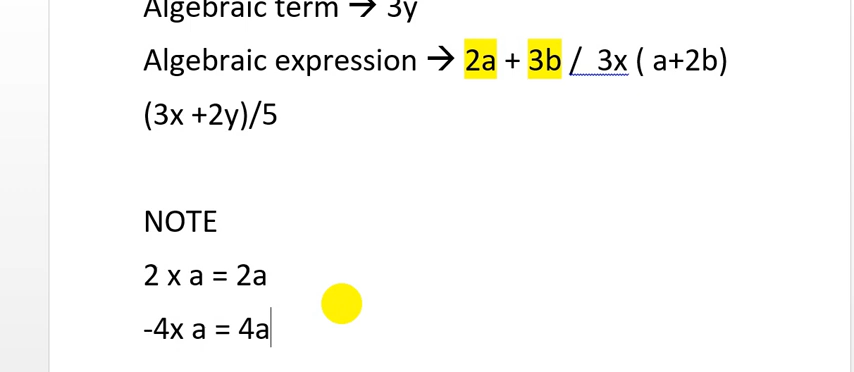 Algebraic term → 3y
Algebraic expression → 2a + 3b /  3x ( a+2b)
(3x +2y)/5
NOTE
2 x a = 2a
-4x a = 4a